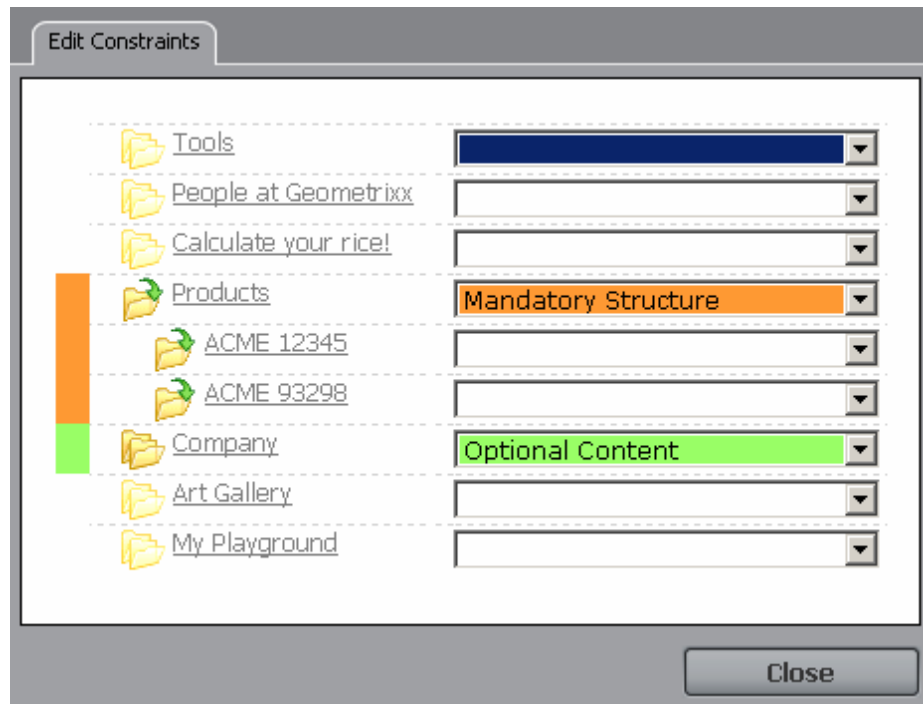 Edit Constraints
Tools
People at Geometrixx
Calculate your rice!
Products Mandatory Structure
ACME 12345
ACME 93298
Company Optional Content
Art Gallery
My Playground
Close